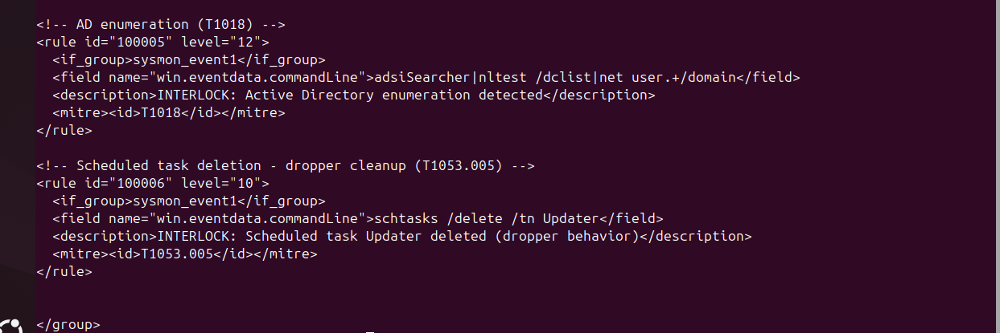 <!-- AD enumeration (T1018) -->
<rule id="100005" level="12">
  <if_group>sysmon_event1</if_group>
  <field name="win.eventdata.commandLine">adsiSearcher|nltest /dclist|net user.+/domain</field>
  <description>INTERLOCK: Active Directory enumeration detected</description>
  <mitre><id>T1018</id></mitre>
</rule>
<!-- Scheduled task deletion - dropper cleanup (T1053.005) -->
<rule id="100006" level="10">
  <if_group>sysmon_event1</if_group>
  <field name="win.eventdata.commandLine">schtasks /delete /tn Updater</field>
  <description>INTERLOCK: Scheduled task Updater deleted (dropper behavior)</description>
  <mitre><id>T1053.005</id></mitre>
</rule>
</group>